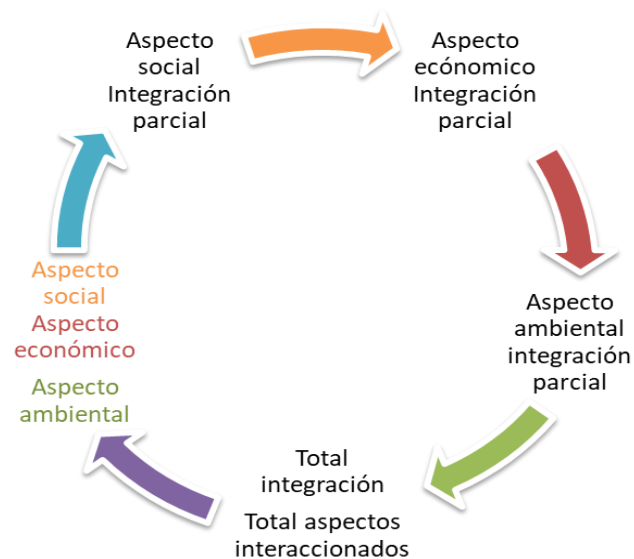 Aspecto
social
Integración
parcial
Aspecto
ecónomico
Integración
parcial
Aspecto
ambiental
integración
parcial
Total
integración
Total aspectos
interaccionados
Aspecto
social
Aspecto
económico
Aspecto
ambiental